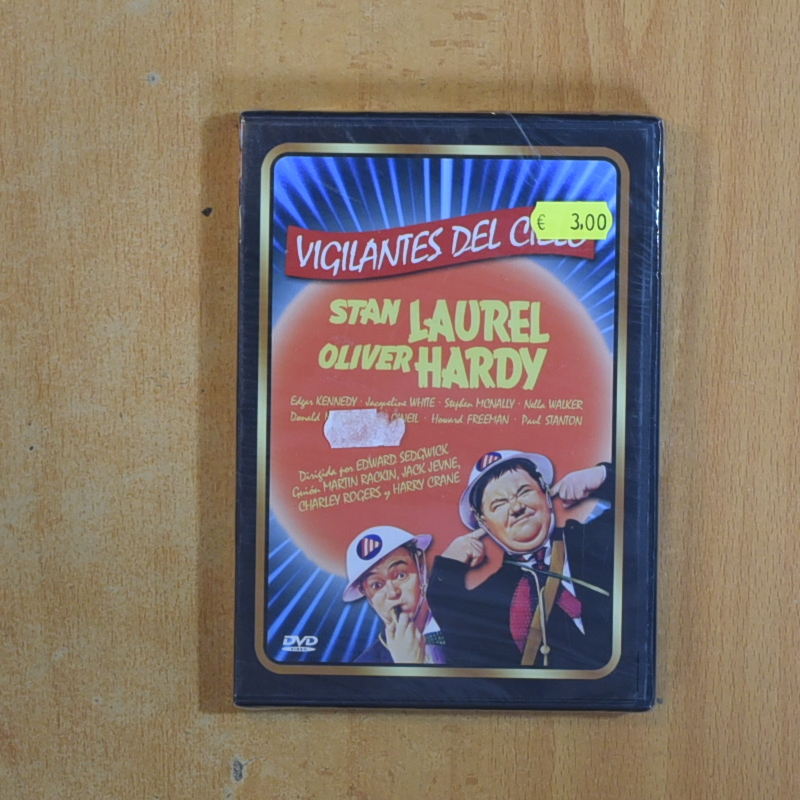 € 3,00
VIGILANTES DEL
STAN LAUREL
OLIVER HARDY
Edgar KENNEDY · Jacqueline WHITE · Stephen MCNALLY · Nella WALKER
Donald · Howard FREEMAN · Paul STANTON
Dirigida por EDWARD SEDGWICK
Guión MARTIN RACKIN, JACK JEVNE,
CHARLEY ROGERS y HARRY CRANE
DVD
VIDEO